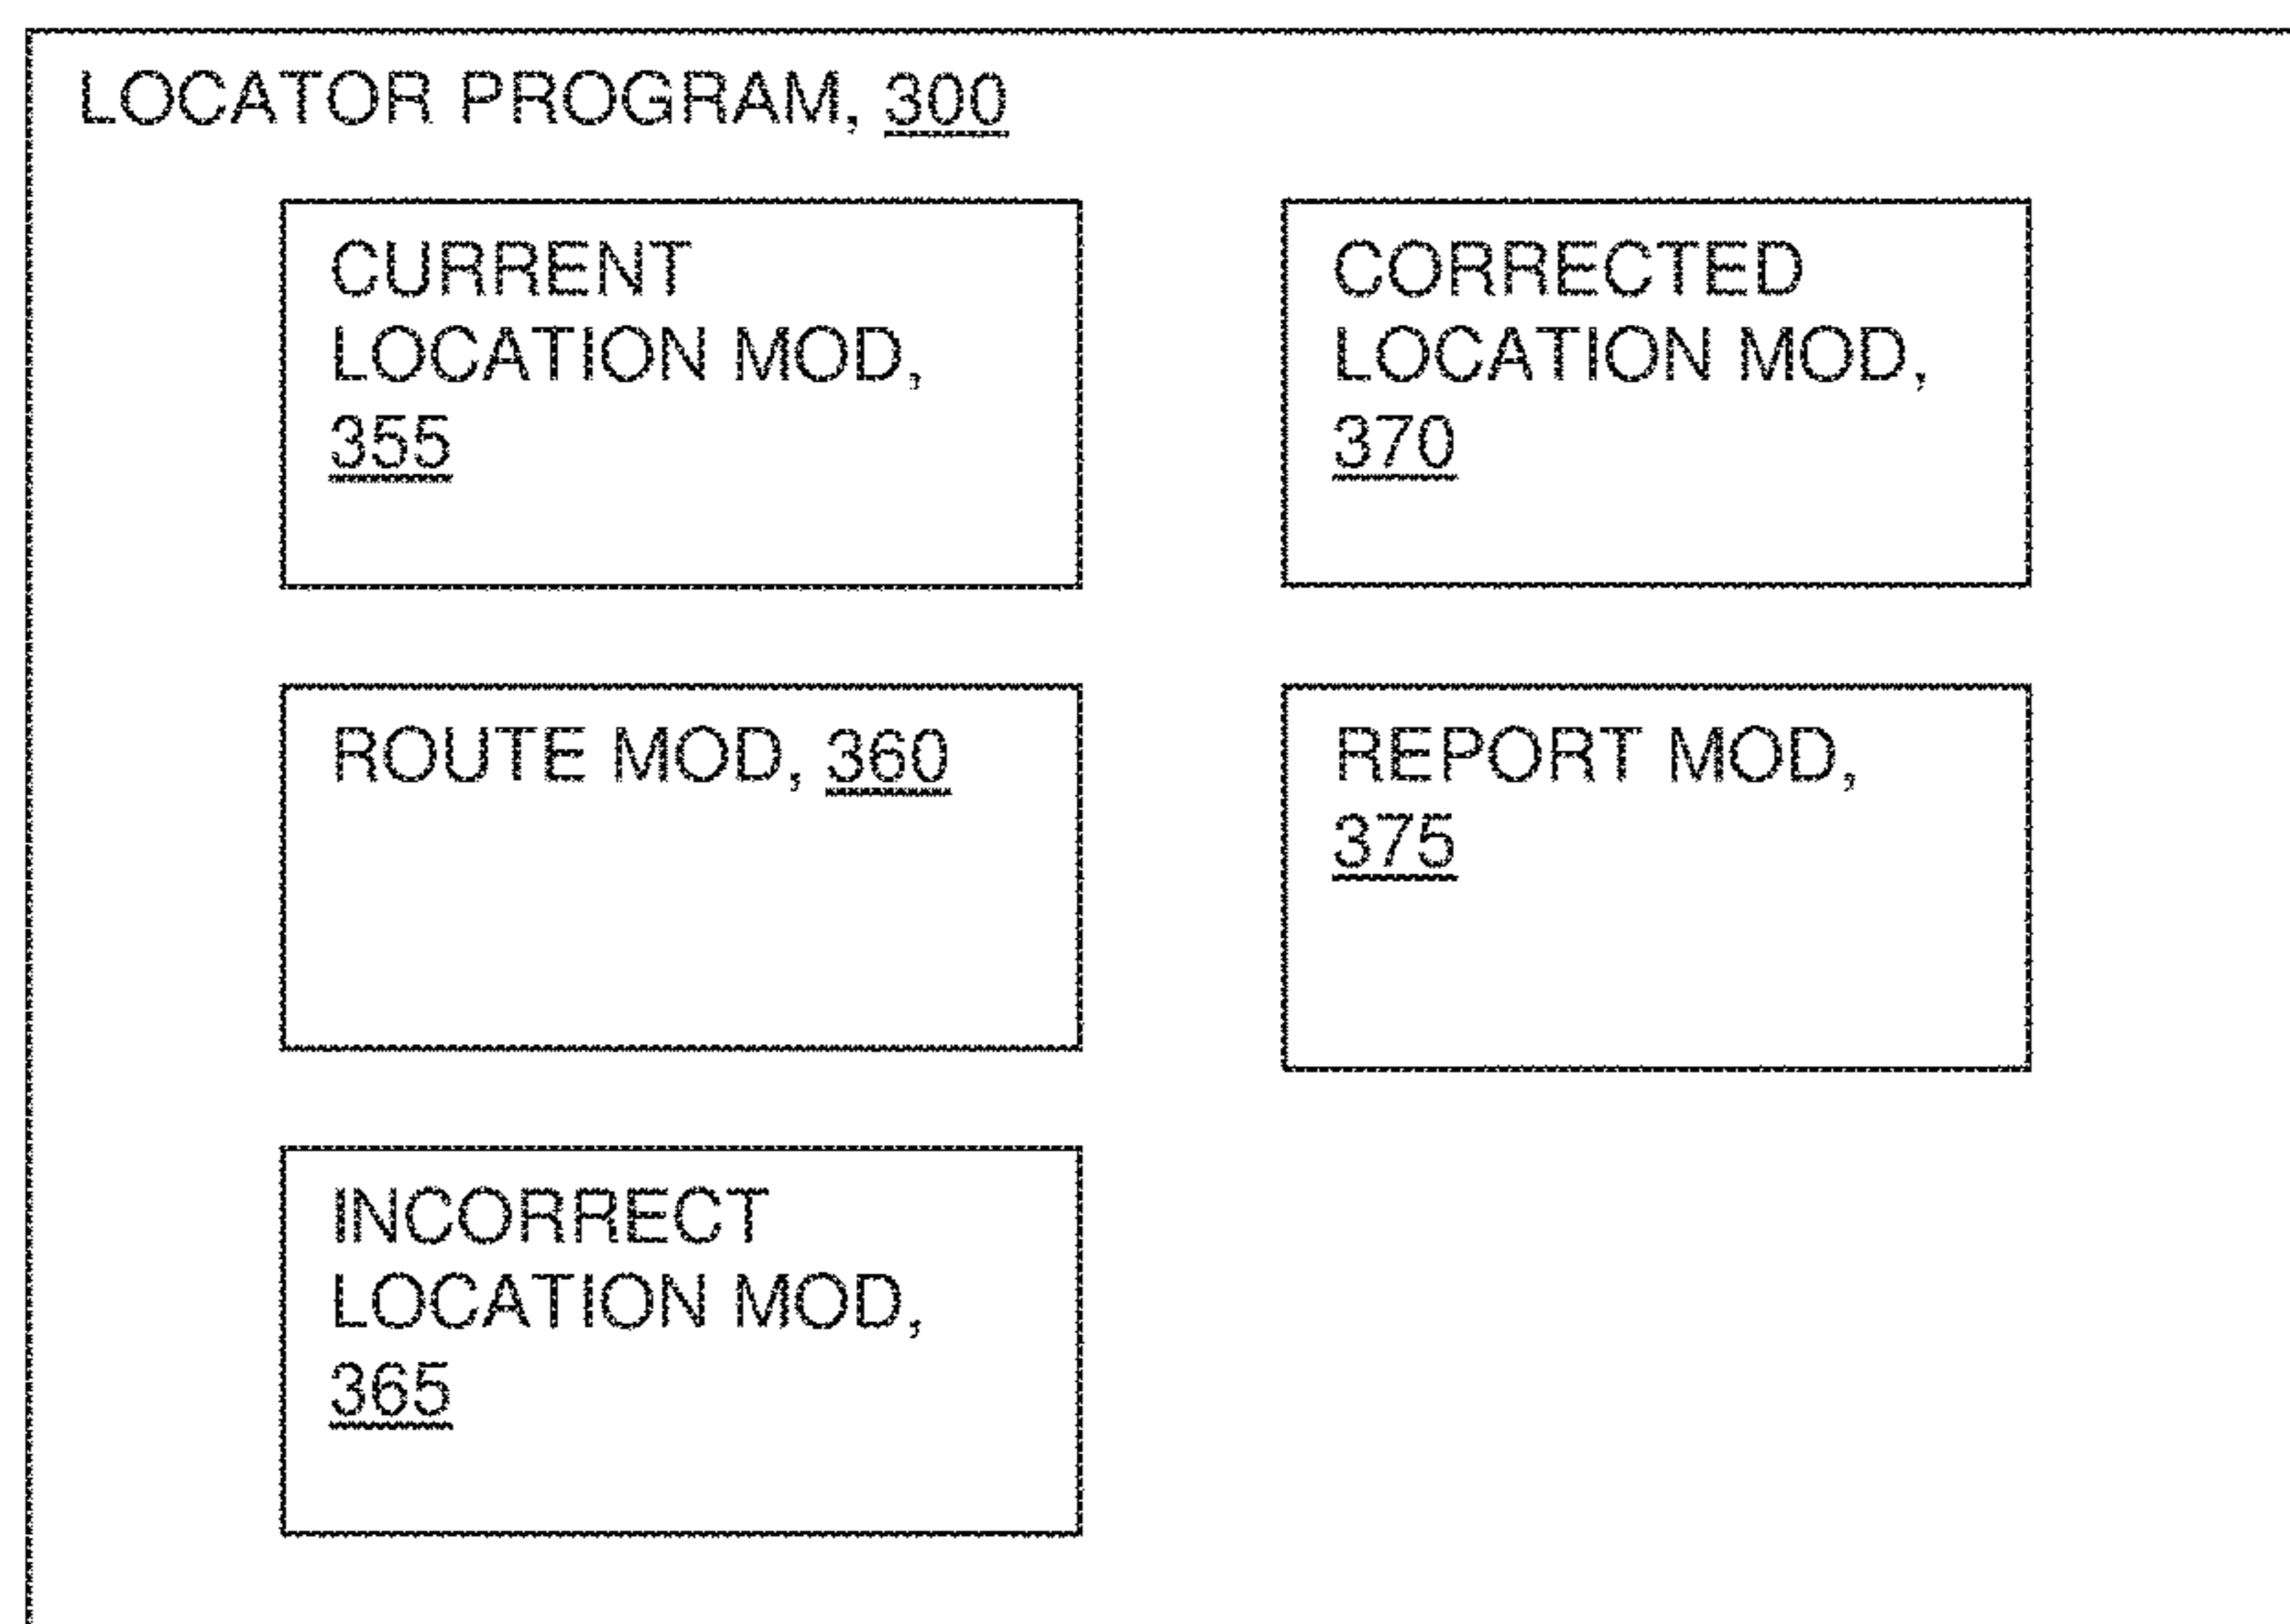 LOCATOR PROGRAM, 300
CURRENT
LOCATION MOD,
355
CORRECTED
LOCATION MOD,
370
ROUTE MOD, 360
REPORT MOD,
375
INCORRECT
LOCATION MOD,
365